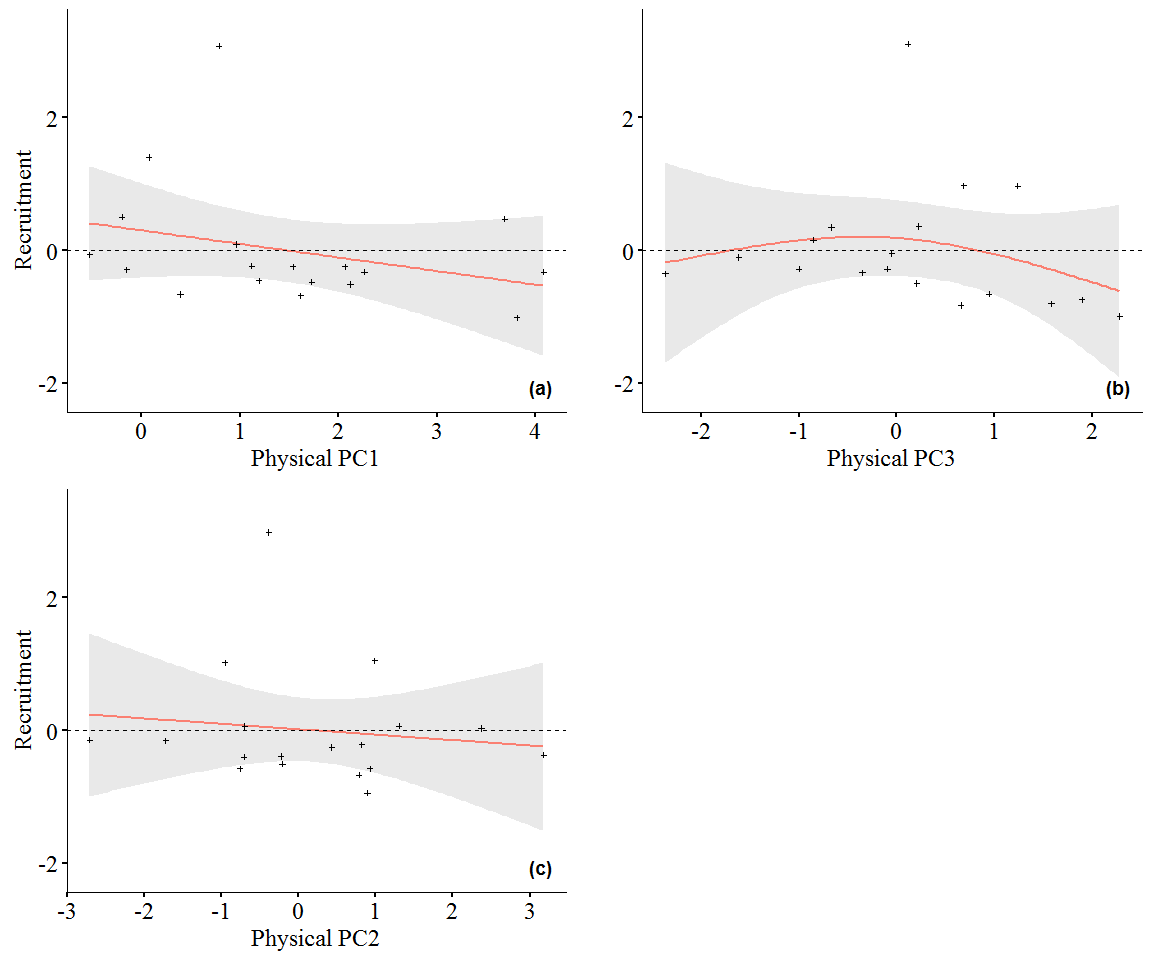 Recruitment
2
0
-2
(a)
0 1 2 3 4
Physical PC1
2
0
-2
(b)
-2 -1 0 1 2
Physical PC3
Recruitment
2
0
-2
(c)
-3 -2 -1 0 1 2 3
Physical PC2